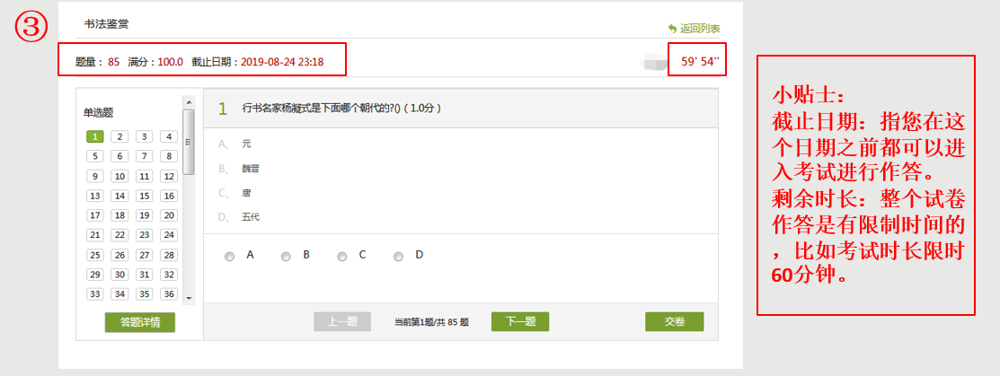 ③
书法鉴赏
返回列表
题量： 85 满分：100.0 截止日期：2019-08-24 23:18
59' 54''
单选题
1 2 3 4
5 6 7 8
9 10 11 12
13 14 15 16
17 18 19 20
21 22 23 24
25 26 27 28
29 30 31 32
33 34 35 36
答题详情
1 行书名家杨凝式是下面哪个朝代的?()（1.0分）
A、 元
B、 魏晋
C、 唐
D、 五代
A B C D
上一题 当前第1题/共 85 题 下一题 交卷
小贴士：
截止日期：指您在这
个日期之前都可以进
入考试进行作答。
剩余时长：整个试卷
作答是有限制时间的
，比如考试时长限时
60分钟。